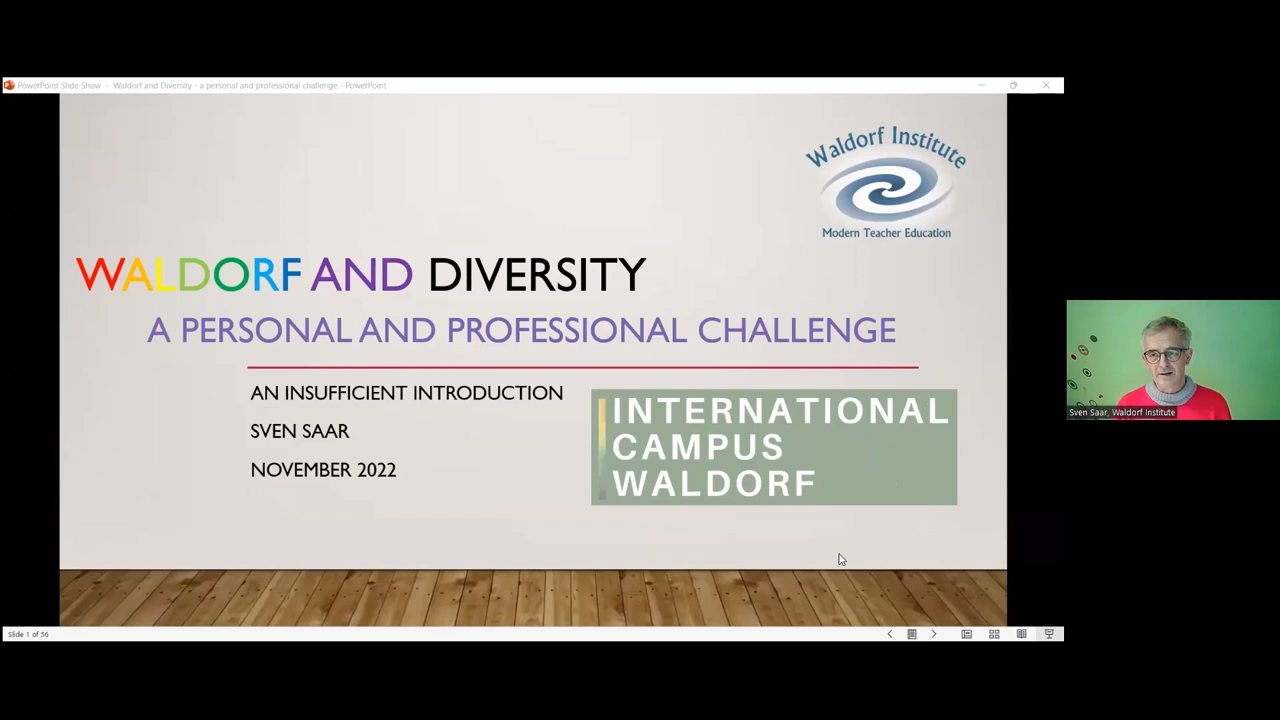 PowerPoint Slide Show - Waldorf and Diversity - a personal and professional challenge - PowerPoint
Waldorf Institute
Modern Teacher Education
WALDORF AND DIVERSITY
A PERSONAL AND PROFESSIONAL CHALLENGE
AN INSUFFICIENT INTRODUCTION
SVEN SAAR
NOVEMBER 2022
INTERNATIONAL
CAMPUS
WALDORF
Sven Saar, Waldorf Institute
Slide 1 of 56